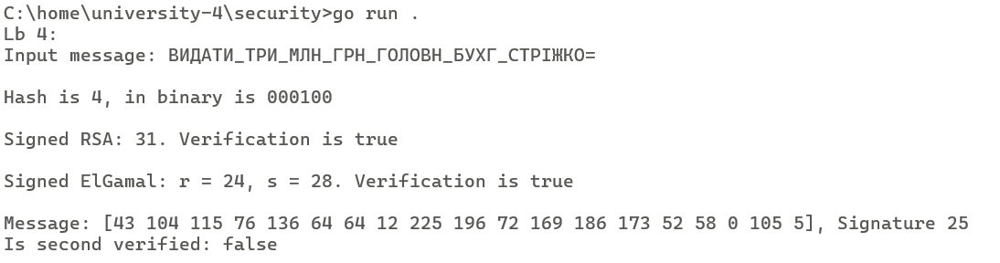 C:\home\university-4\security>go run .
Lb 4:
Input message: ВИДАТИ_ТРИ_МЛН_ГРН_ГОЛОВН_БУХГ_СТРІЖКО=
Hash is 4, in binary is 000100
Signed RSA: 31. Verification is true
Signed ElGamal: r = 24, s = 28. Verification is true
Message: [43 104 115 76 136 64 64 12 225 196 72 169 186 173 52 58 0 105 5], Signature 25
Is second verified: false